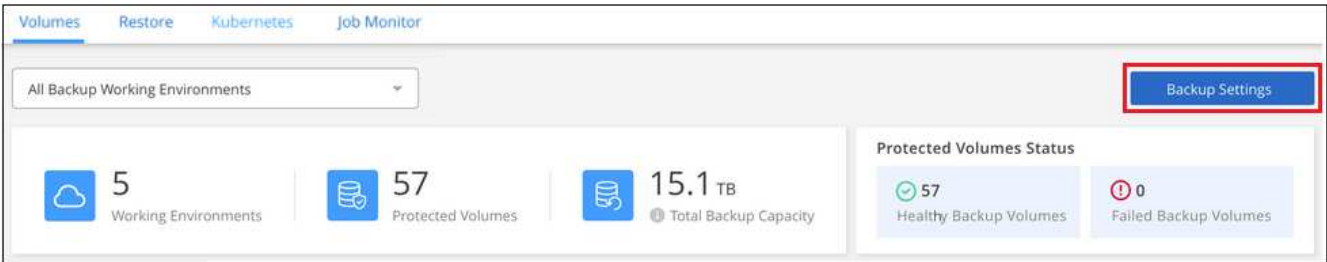 Volumes Restore Kubernetes Job Monitor
All Backup Working Environments
Backup Settings
5
Working Environments
57
Protected Volumes
15.1 TB
Total Backup Capacity
Protected Volumes Status
57
Healthy Backup Volumes
0
Failed Backup Volumes